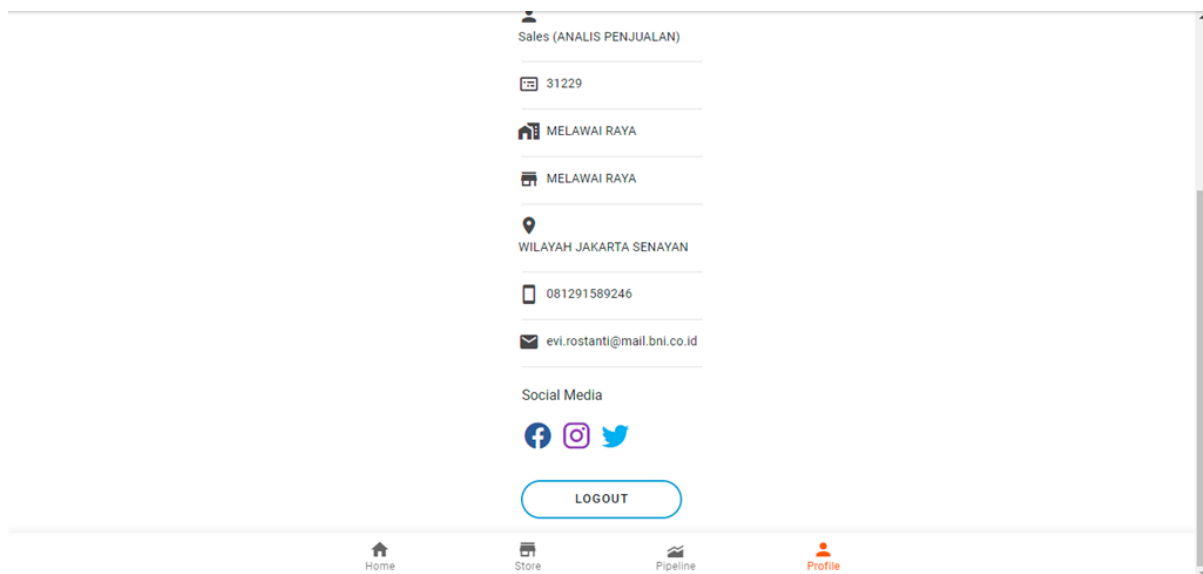 Sales (ANALIS PENJUALAN)
31229
MELAWAI RAYA
MELAWAI RAYA
WILAYAH JAKARTA SENAYAN
081291589246
evi.rostanti@mail.bni.co.id
Social Media
LOGOUT
Home
Store
Pipeline
Profile